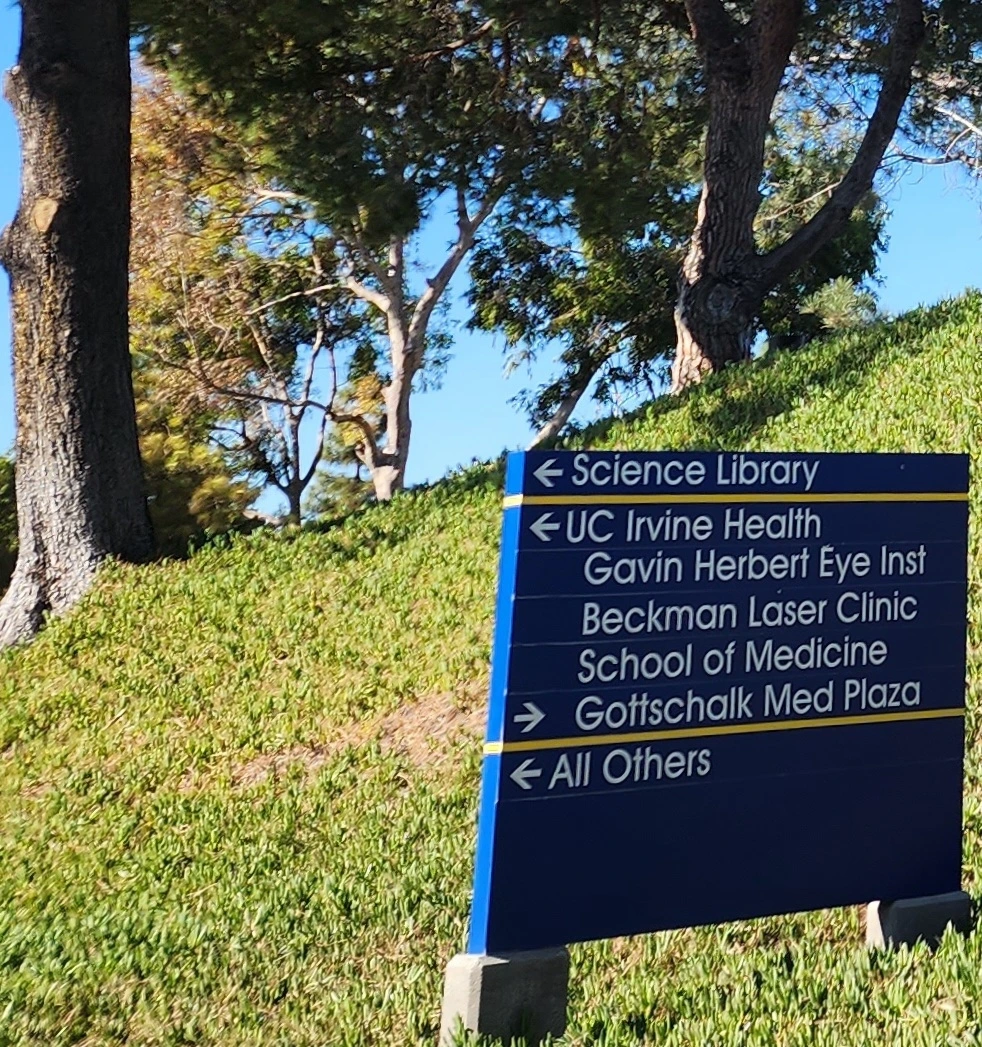 ← Science Library
← UC Irvine Health
Gavin Herbert Eye Inst
Beckman Laser Clinic
School of Medicine
→ Gottschalk Med Plaza
← All Others